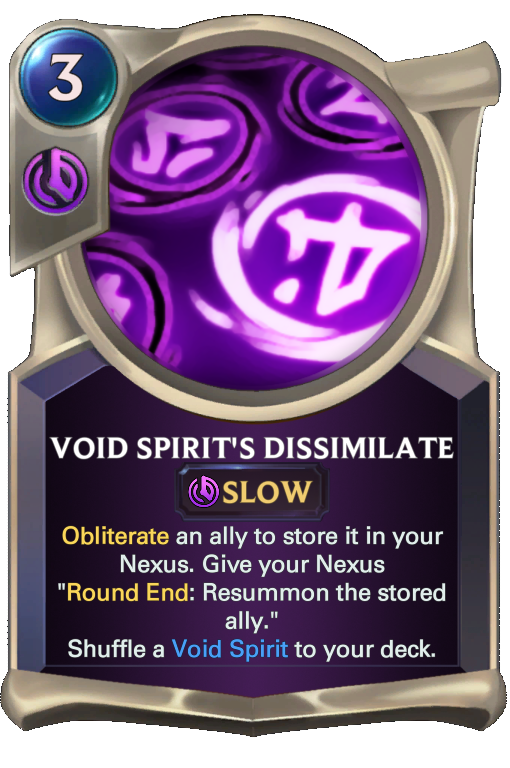 3
VOID SPIRIT'S DISSIMILATE
SLOW
Obliterate an ally to store it in your
Nexus. Give your Nexus
"Round End: Resummon the stored
ally."
Shuffle a Void Spirit to your deck.